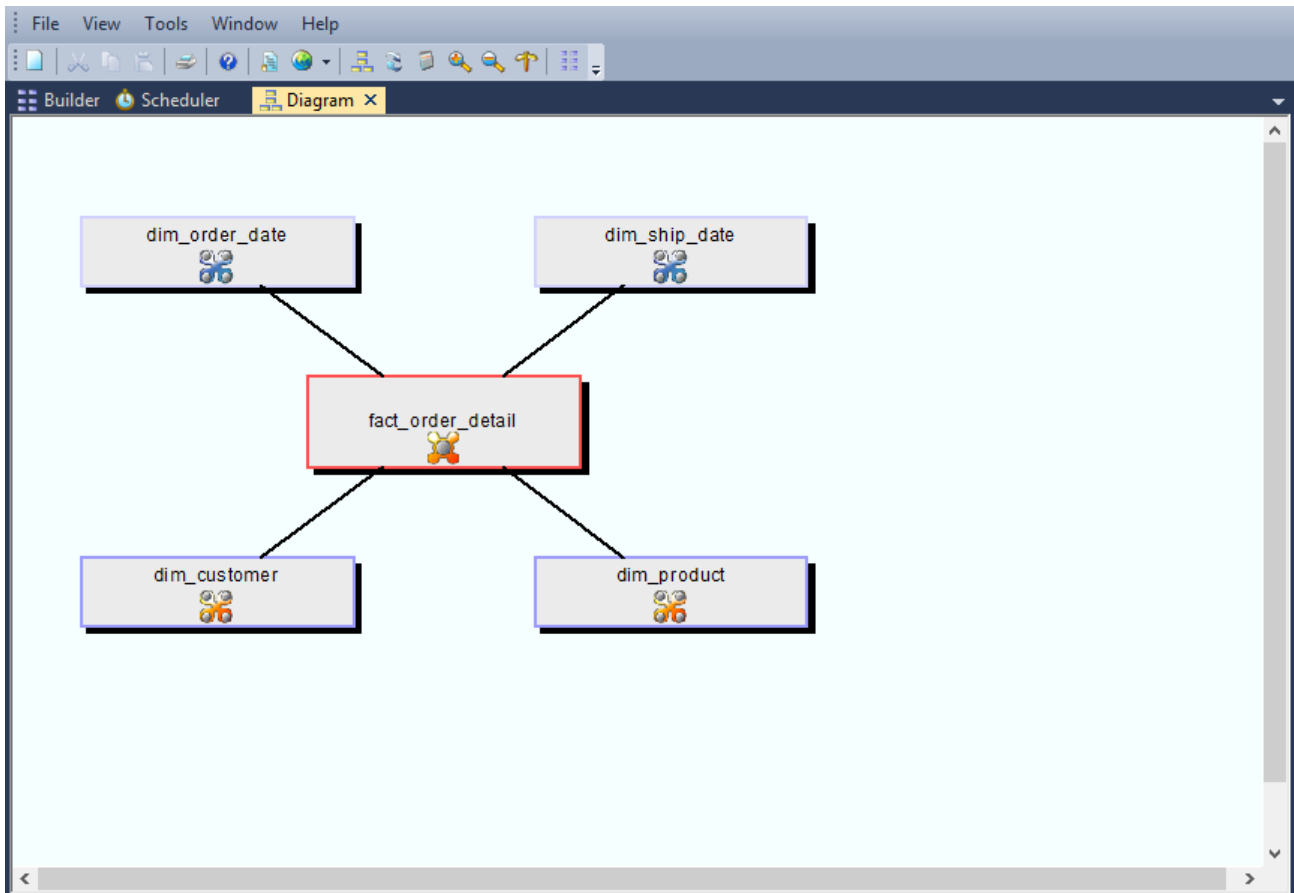 File View Tools Window Help
Builder Scheduler Diagram
dim_order_date dim_ship_date
fact_order_detail
dim_customer dim_product